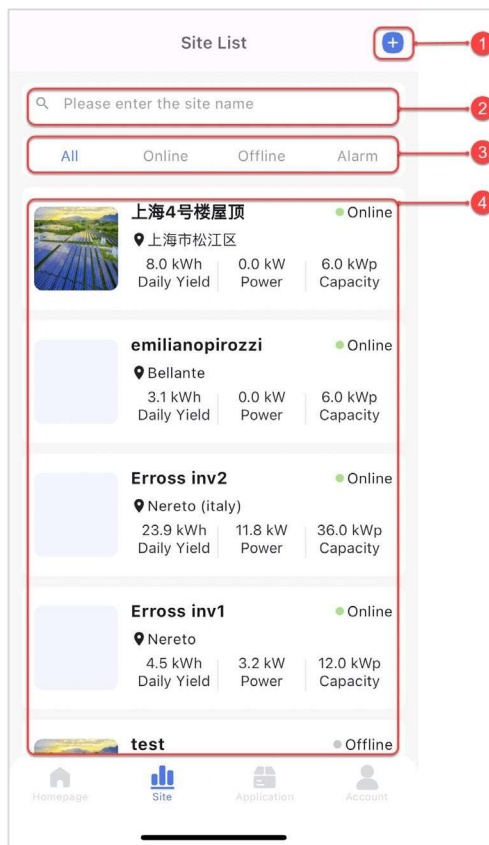 Site List
1
Please enter the site name
2
All Online Offline Alarm
3
4
上海4号楼屋顶 Online
上海市松江区
8.0 kWh 0.0 kW 6.0 kWp
Daily Yield Power Capacity
emilianopirozzi Online
Bellante
3.1 kWh 0.0 kW 6.0 kWp
Daily Yield Power Capacity
Erross inv2 Online
Nereto (italy)
23.9 kWh 11.8 kW 36.0 kWp
Daily Yield Power Capacity
Erross inv1 Online
Nereto
4.5 kWh 3.2 kW 12.0 kWp
Daily Yield Power Capacity
test Offline
Homepage Site Application Account